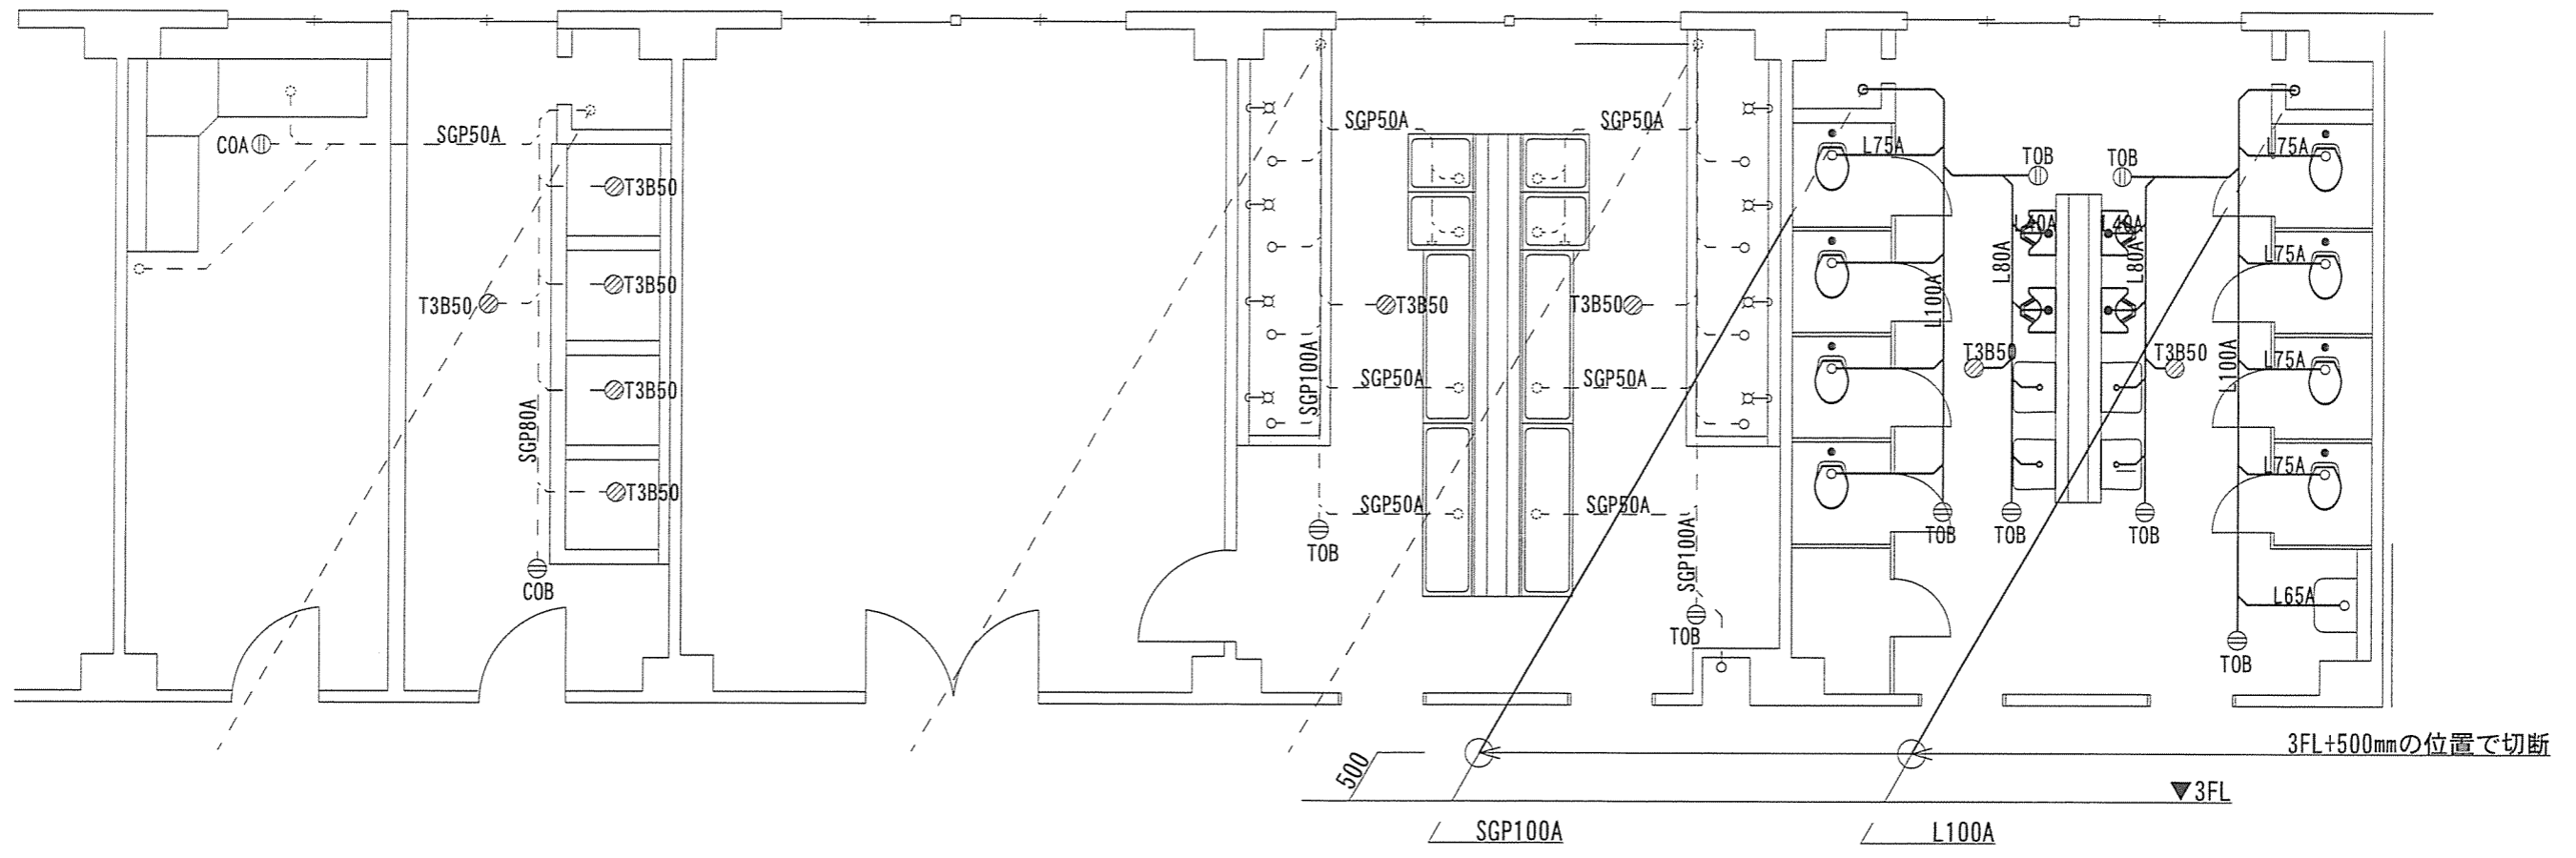 SGP50A
SGP50A
COA
SGP50A
L75A
L75A
TOB
TOB
T3B50
L40A
L40A
L80A
L80A
L75A
T3B50
T3B50
T3B50
T3B50
L100A
SGP100A
T3B50
T3B50
L100A
L75A
SGP50A
SGP50A
T3B50
SGP80A
L75A
T3B50
SGP50A
SGP50A
TOB
TOB
TOB
TOB
SGP100A
COB
L65A
TOB
TOB
3FL+500mmの位置で切断
500
▼3FL
SGP100A
L100A